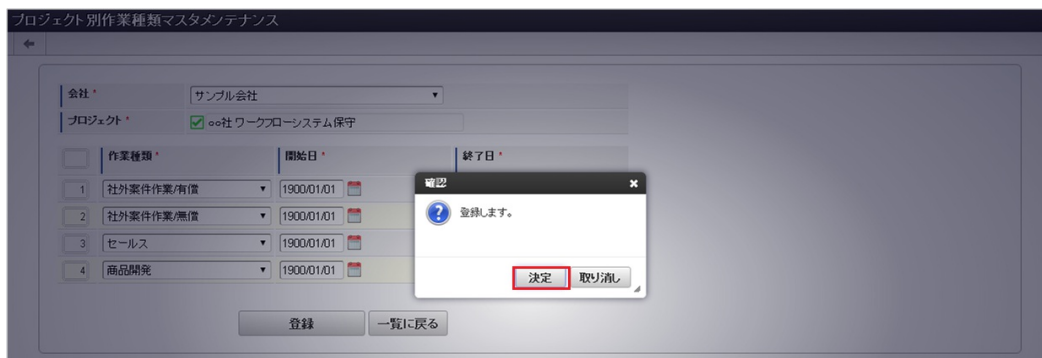 プロジェクト別作業種類マスタメンテナンス
会社 * サンプル会社
プロジェクト * ∞社 ワークフローシステム保守
作業種類 * 開始日 * 終了日 *
確認
1 社外案件作業/有償 1900/01/01
2 社外案件作業/無償 1900/01/01
登録します。
3 セールス 1900/01/01
4 商品開発 1900/01/01
決定 取り消し
登録 一覧に戻る